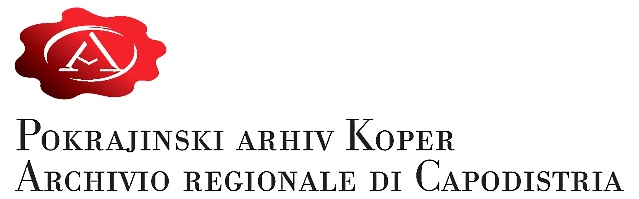 A
Pokrajinski arhiv Koper
Archivio regionale di Capodistria